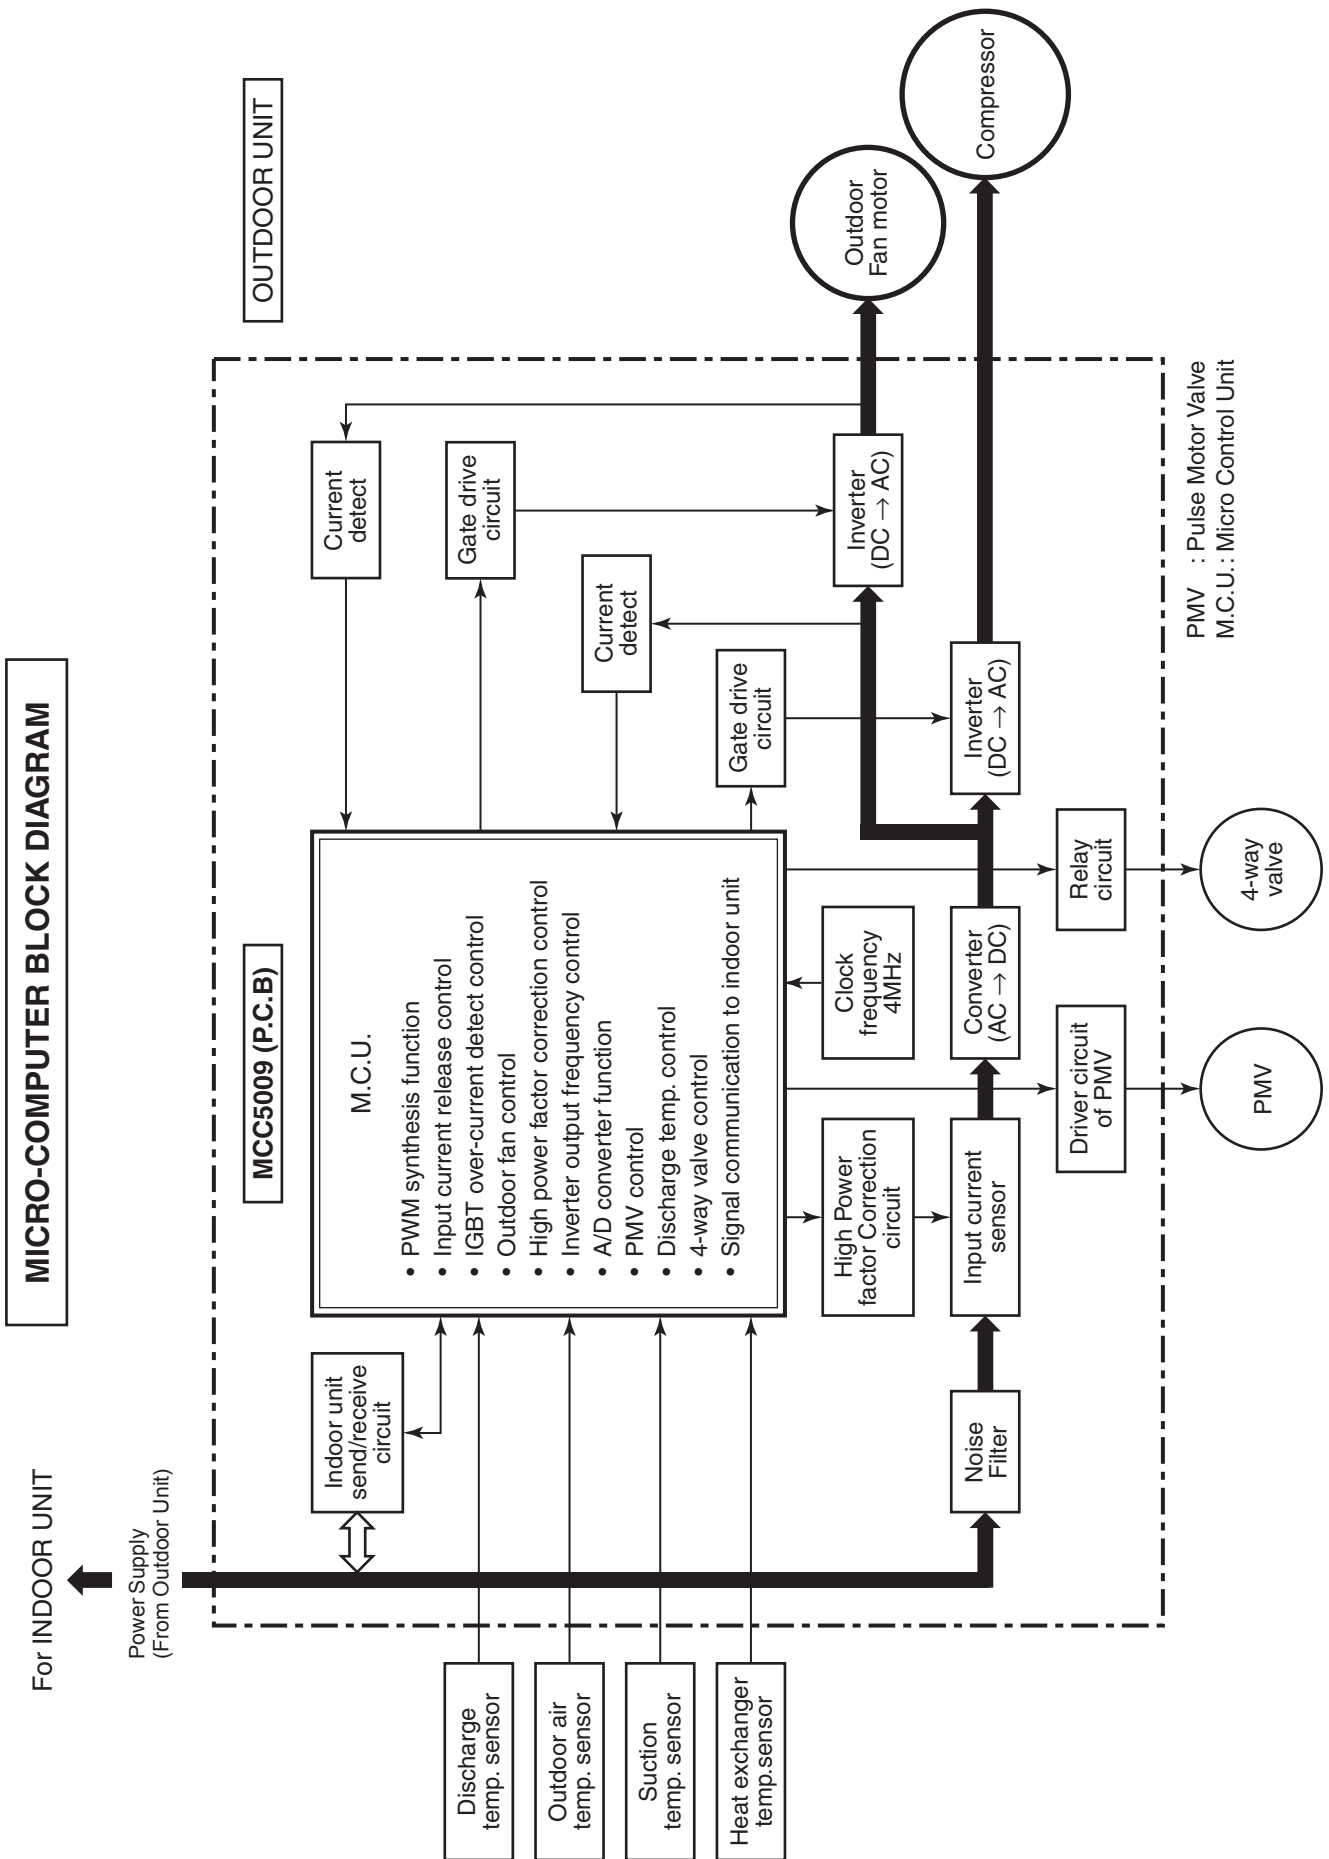 MICRO-COMPUTER BLOCK DIAGRAM
For INDOOR UNIT
Power Supply
(From Outdoor Unit)
MCC5009 (P.C.B)
OUTDOOR UNIT
Indoor unit
send/receive
circuit
M.C.U.
• PWM synthesis function
• Input current release control
• IGBT over-current detect control
• Outdoor fan control
• High power factor correction control
• Inverter output frequency control
• A/D converter function
• PMV control
• Discharge temp. control
• 4-way valve control
• Signal communication to indoor unit
Current
detect
Gate drive
circuit
Current
detect
Gate drive
circuit
Discharge
temp. sensor
Outdoor air
temp. sensor
Suction
temp. sensor
Heat exchanger
temp.sensor
High Power
factor Correction
circuit
Clock
frequency
4MHz
Inverter
(DC → AC)
Outdoor
Fan motor
Noise
Filter
Input current
sensor
Converter
(AC → DC)
Inverter
(DC → AC)
Compressor
Driver circuit
of PMV
Relay
circuit
PMV
4-way
valve
PMV : Pulse Motor Valve
M.C.U. : Micro Control Unit